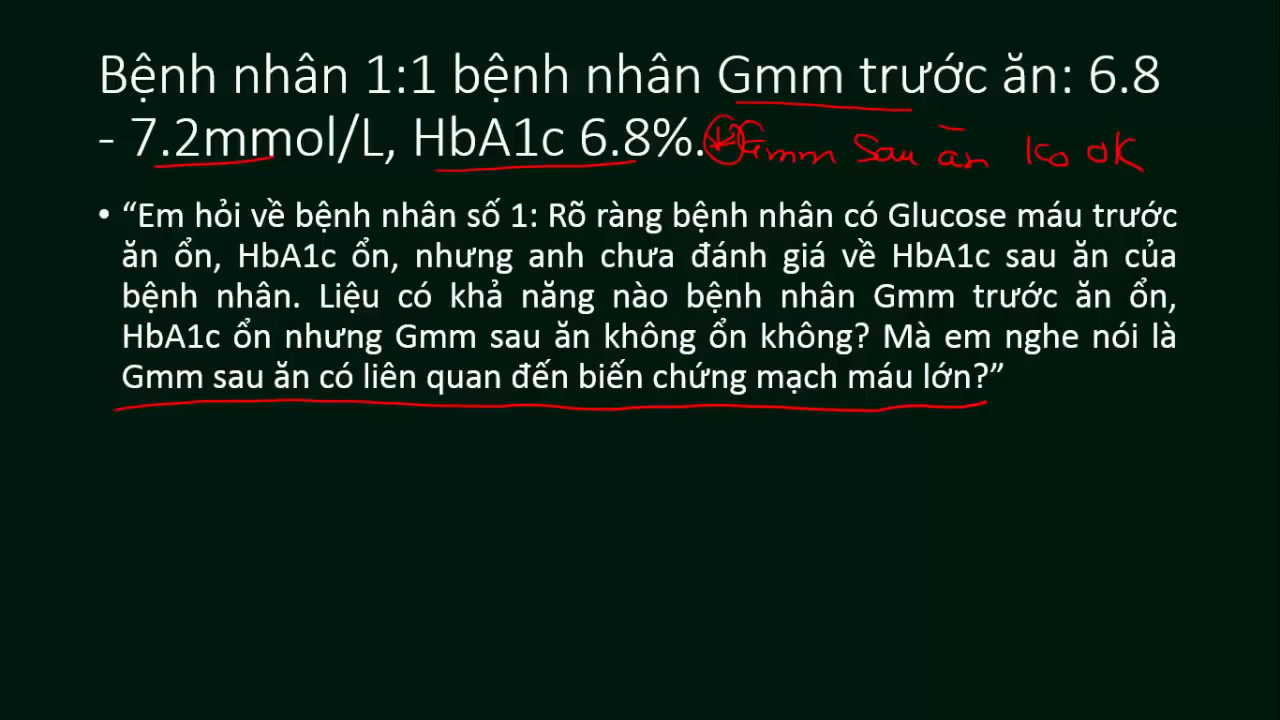 Bệnh nhân 1:1 bệnh nhân Gmm trước ăn: 6.8
- 7.2mmol/L, HbA1c 6.8%. Gmm sau ăn ko OK
• “Em hỏi về bệnh nhân số 1: Rõ ràng bệnh nhân có Glucose máu trước
ăn ổn, HbA1c ổn, nhưng anh chưa đánh giá về HbA1c sau ăn của
bệnh nhân. Liệu có khả năng nào bệnh nhân Gmm trước ăn ổn,
HbA1c ổn nhưng Gmm sau ăn không ổn không? Mà em nghe nói là
Gmm sau ăn có liên quan đến biến chứng mạch máu lớn?”